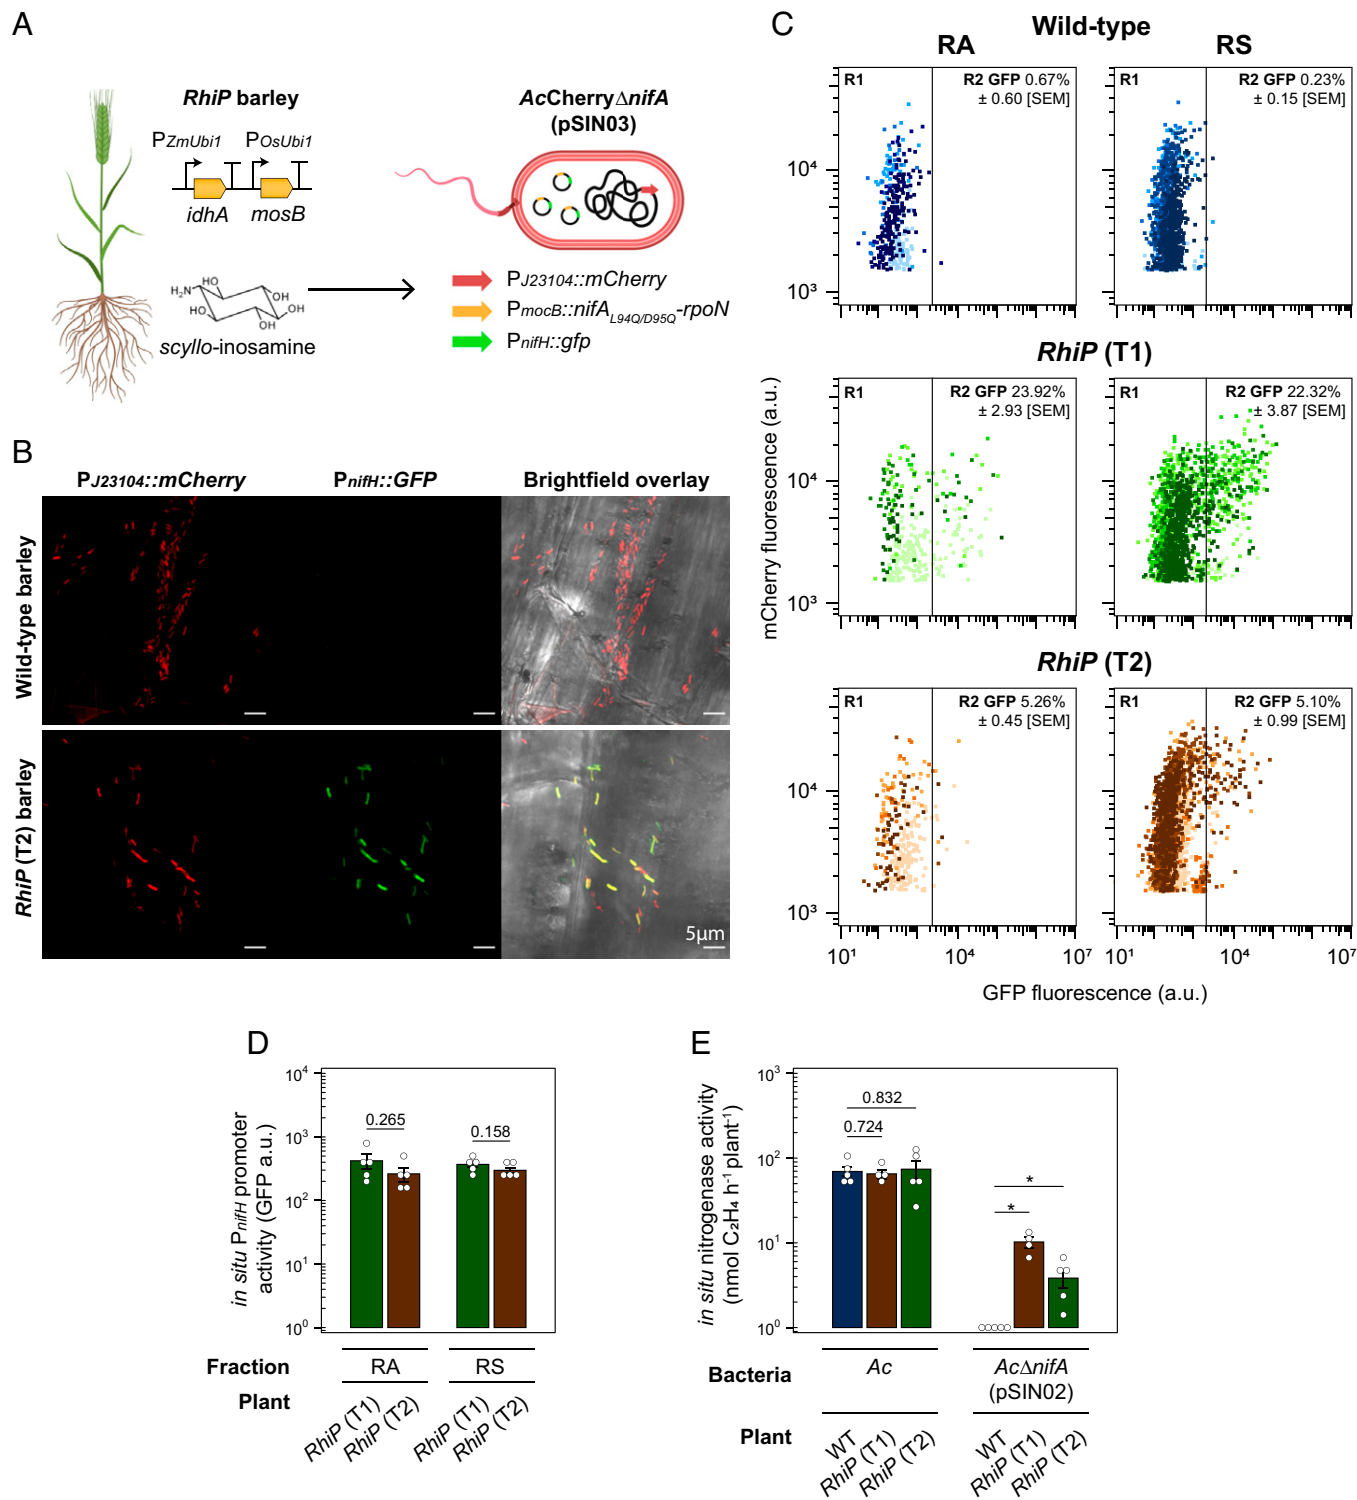 A
RhiP barley
PZmUbi1 POsUbi1
idhA mosB
H₂N
HO
OH
OH
OH
HO
scyllo-inosamine
AcCherryΔnifA
(pSIN03)
PJ23104::mCherry
PmocB::nifAL94Q/D95Q-rpoN
PnifH::gfp
B
PJ23104::mCherry PnifH::GFP Brightfield overlay
Wild-type barley
RhiP (T2) barley
5µm
C
Wild-type
RA RS
R1 R2 GFP 0.67%
± 0.60 [SEM]
R1 R2 GFP 0.23%
± 0.15 [SEM]
10⁴
10³
RhiP (T1)
R1 R2 GFP 23.92%
± 2.93 [SEM]
R1 R2 GFP 22.32%
± 3.87 [SEM]
10⁴
10³
mCherry fluorescence (a.u.)
RhiP (T2)
R1 R2 GFP 5.26%
± 0.45 [SEM]
R1 R2 GFP 5.10%
± 0.99 [SEM]
10⁴
10³
10¹ 10⁴ 10⁷ 10¹ 10⁴ 10⁷
GFP fluorescence (a.u.)
D
in situ PnifH promoter
activity (GFP a.u.)
10⁴
10³
10²
10¹
10⁰
0.265
0.158
Fraction RA RS
Plant
RhiP (T1) RhiP (T2) RhiP (T1) RhiP (T2)
E
in situ nitrogenase activity
(nmol C₂H₄ h⁻¹ plant⁻¹)
10³
10²
10¹
10⁰
0.832
0.724
*
*
Bacteria Ac AcΔnifA
(pSIN02)
Plant
WT RhiP (T1) RhiP (T2) WT RhiP (T1) RhiP (T2)